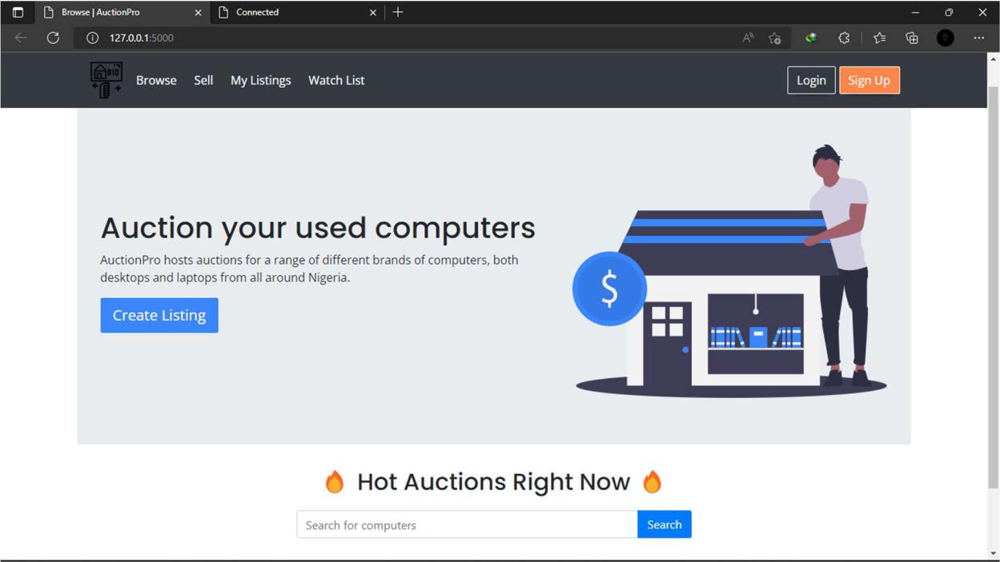 Browse | AuctionPro
Connected
127.0.0.1:5000
BID
Browse
Sell
My Listings
Watch List
Login
Sign Up
Auction your used computers
AuctionPro hosts auctions for a range of different brands of computers, both
desktops and laptops from all around Nigeria.
Create Listing
$
🔥 Hot Auctions Right Now 🔥
Search for computers
Search